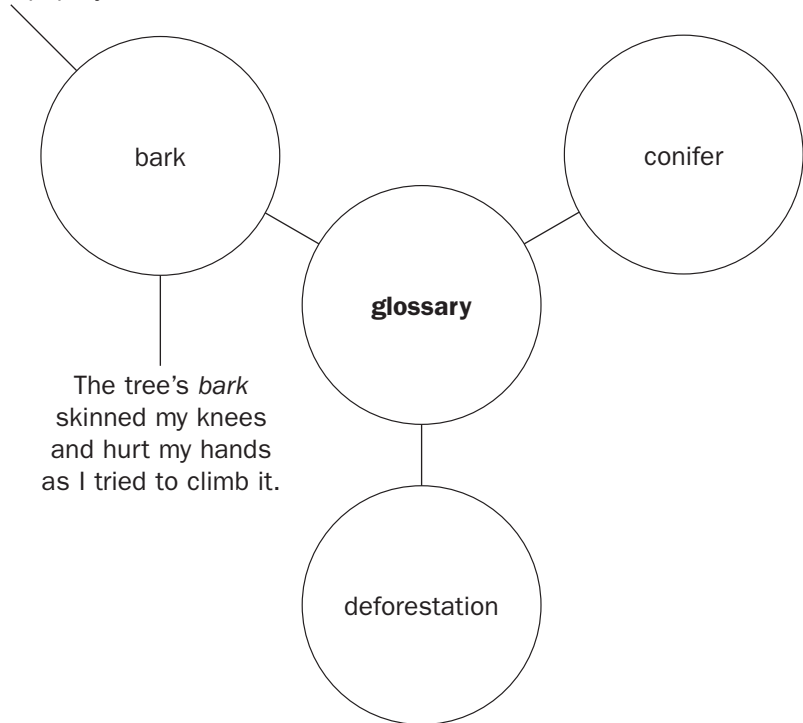 bark
conifer
glossary
The tree's bark
skinned my knees
and hurt my hands
as I tried to climb it.
deforestation